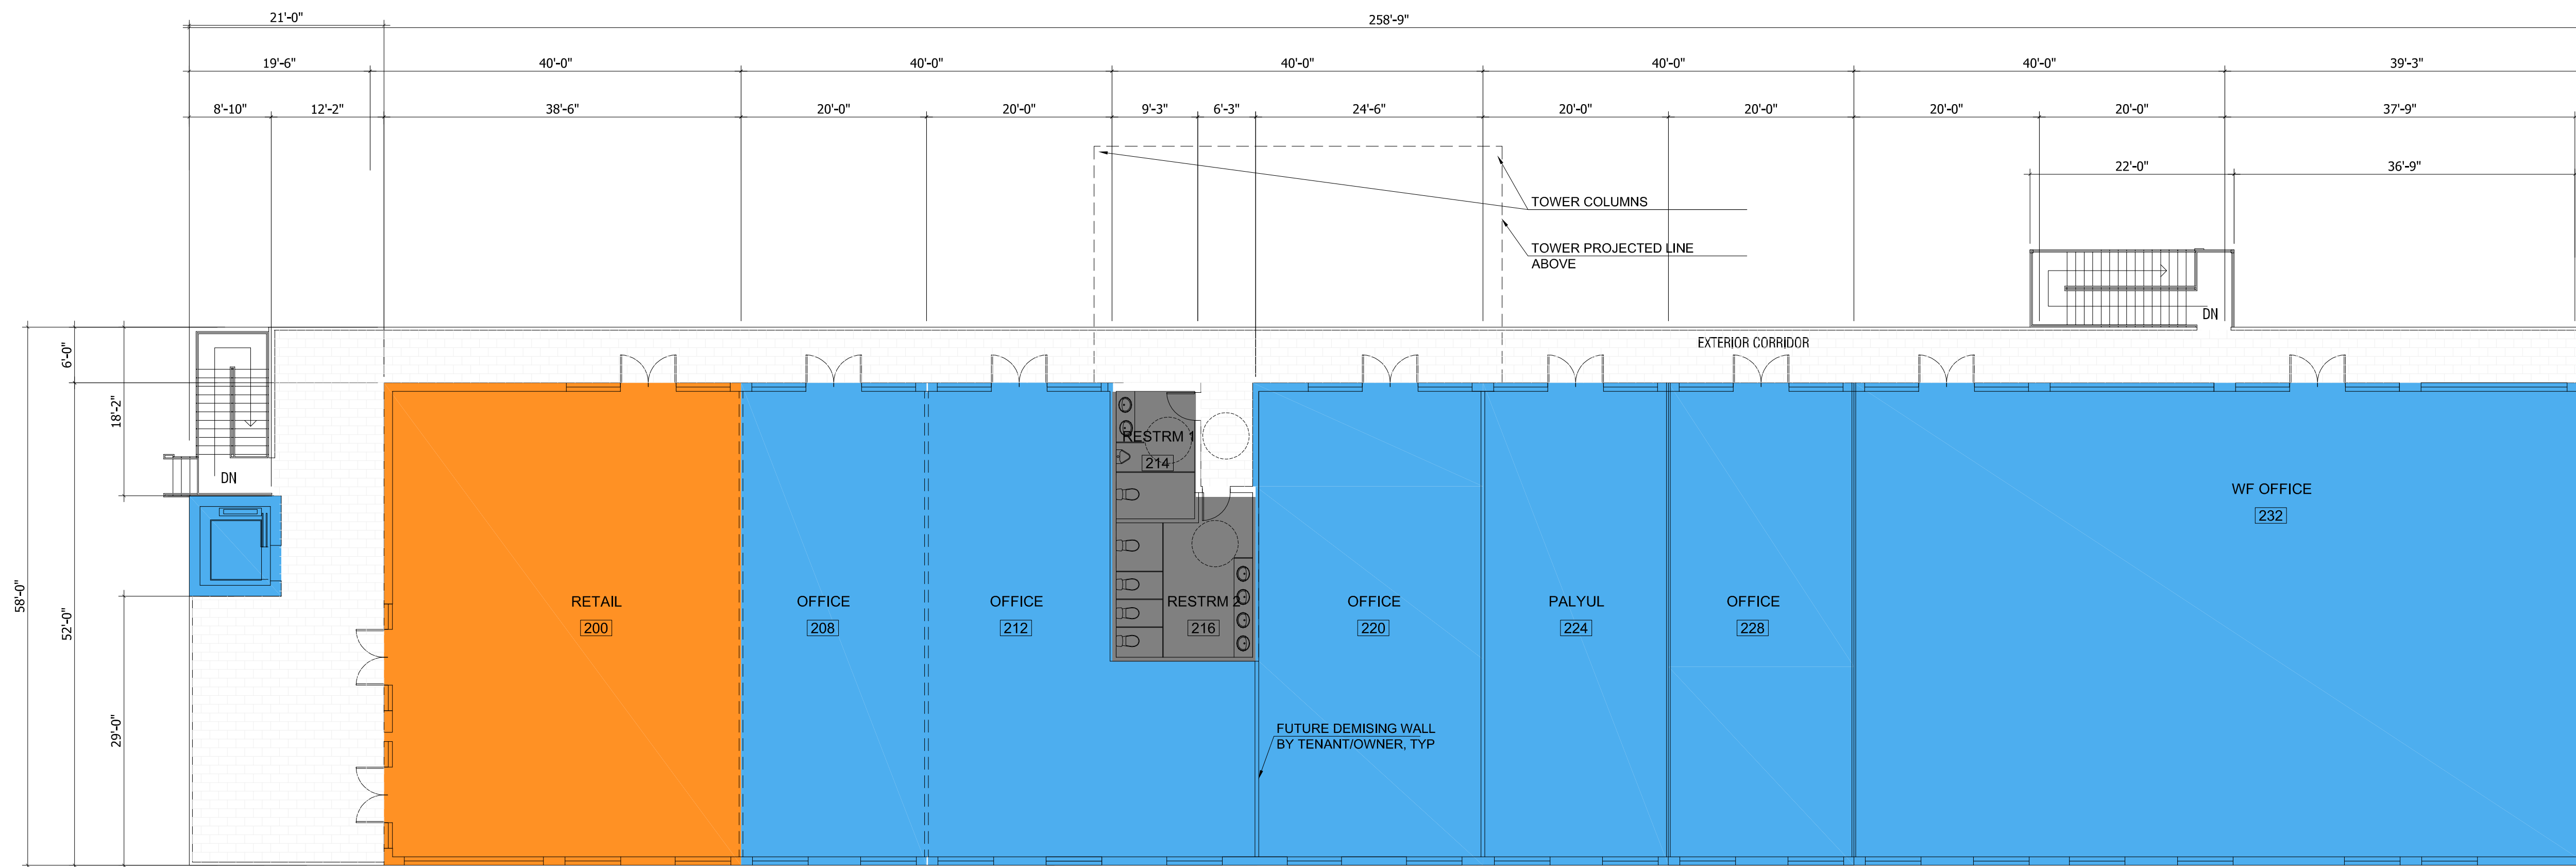 21'-0"
258'-9"
19'-6"
40'-0"
40'-0"
40'-0"
40'-0"
40'-0"
39'-3"
8'-10"
12'-2"
38'-6"
20'-0"
20'-0"
9'-3"
6'-3"
24'-6"
20'-0"
20'-0"
20'-0"
20'-0"
37'-9"
22'-0"
36'-9"
TOWER COLUMNS
TOWER PROJECTED LINE
ABOVE
DN
EXTERIOR CORRIDOR
6'-0"
18'-2"
58'-0"
52'-0"
29'-0"
DN
RESTRM 1
214
WF OFFICE
232
RETAIL
200
OFFICE
208
OFFICE
212
RESTRM 2
216
OFFICE
220
PALYUL
224
OFFICE
228
FUTURE DEMISING WALL
BY TENANT/OWNER, TYP